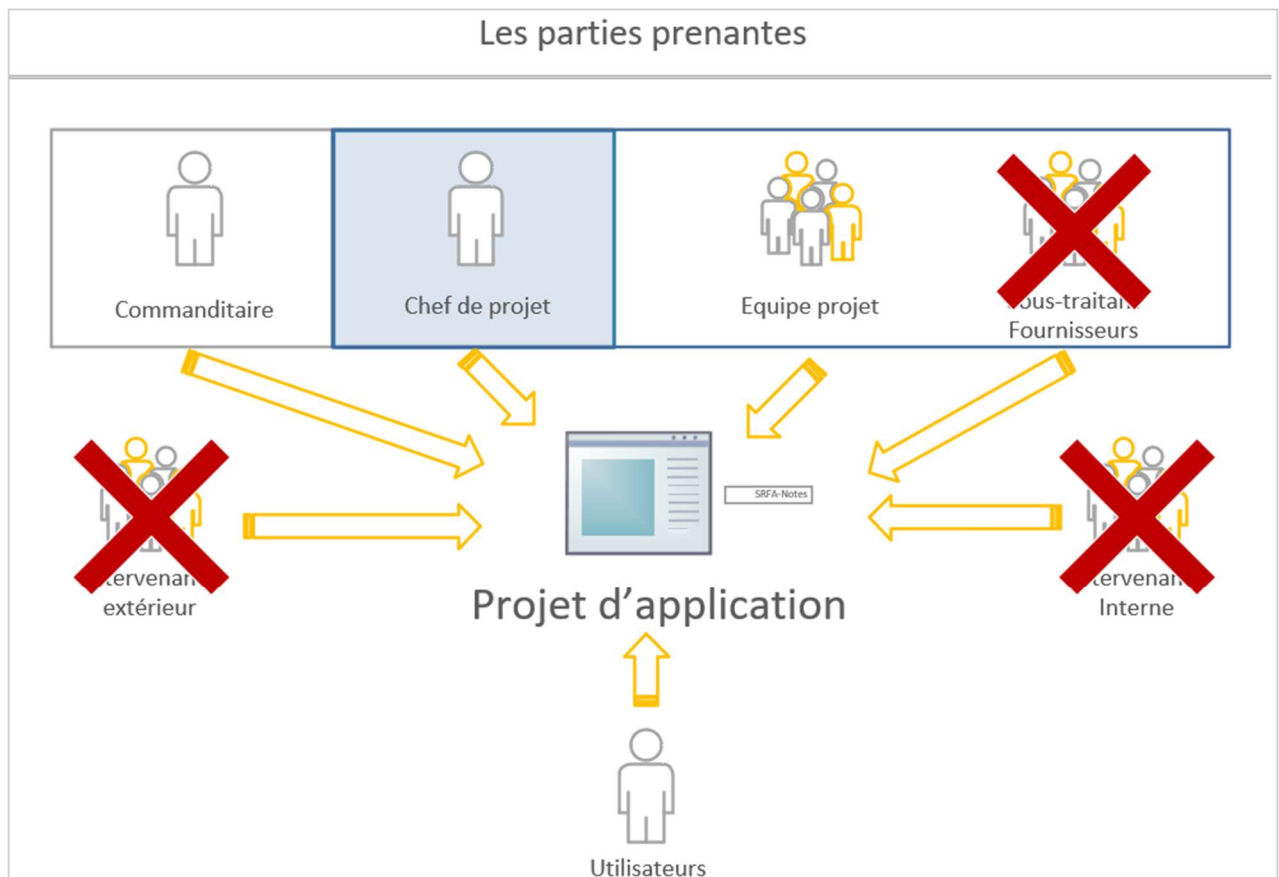 Les parties prenantes
Commanditaire
Chef de projet
Equipe projet
Fournisseurs
SRFA-Notes
extérieur
Interne
Projet d’application
Utilisateurs